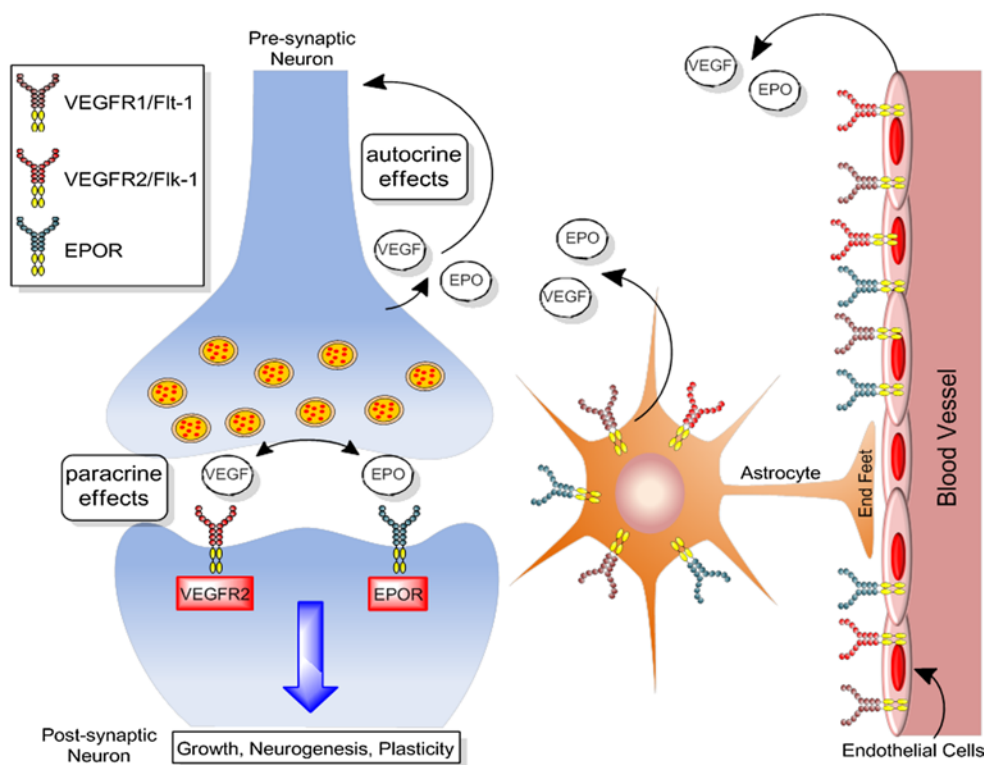 Pre-synaptic
Neuron
VEGFR1/Flt-1
VEGFR2/Flk-1
EPOR
autocrine
effects
VEGF
EPO
VEGF
EPO
EPO
VEGF
paracrine
effects
VEGF
EPO
VEGFR2
EPOR
Astrocyte
End Feet
Blood Vessel
Post-synaptic
Neuron
Growth, Neurogenesis, Plasticity
Endothelial Cells